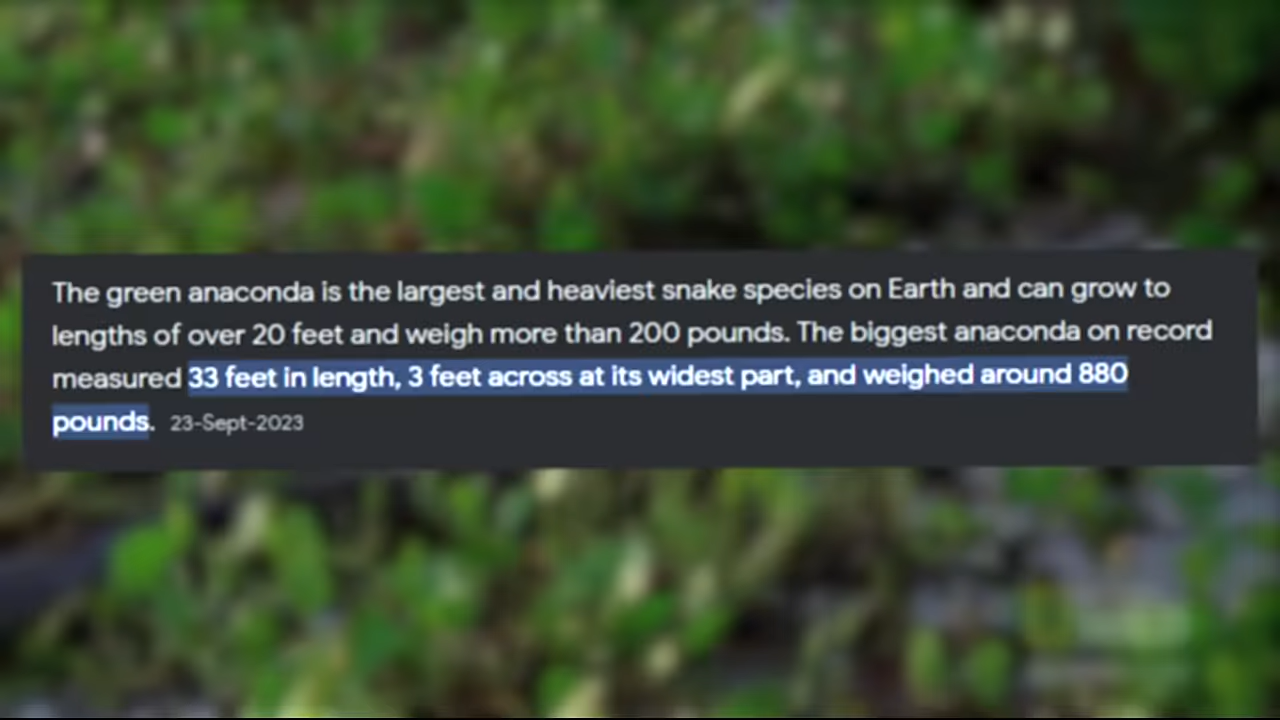 The green anaconda is the largest and heaviest snake species on Earth and can grow to
lengths of over 20 feet and weigh more than 200 pounds. The biggest anaconda on record
measured 33 feet in length, 3 feet across at its widest part, and weighed around 880
pounds. 23-Sept-2023